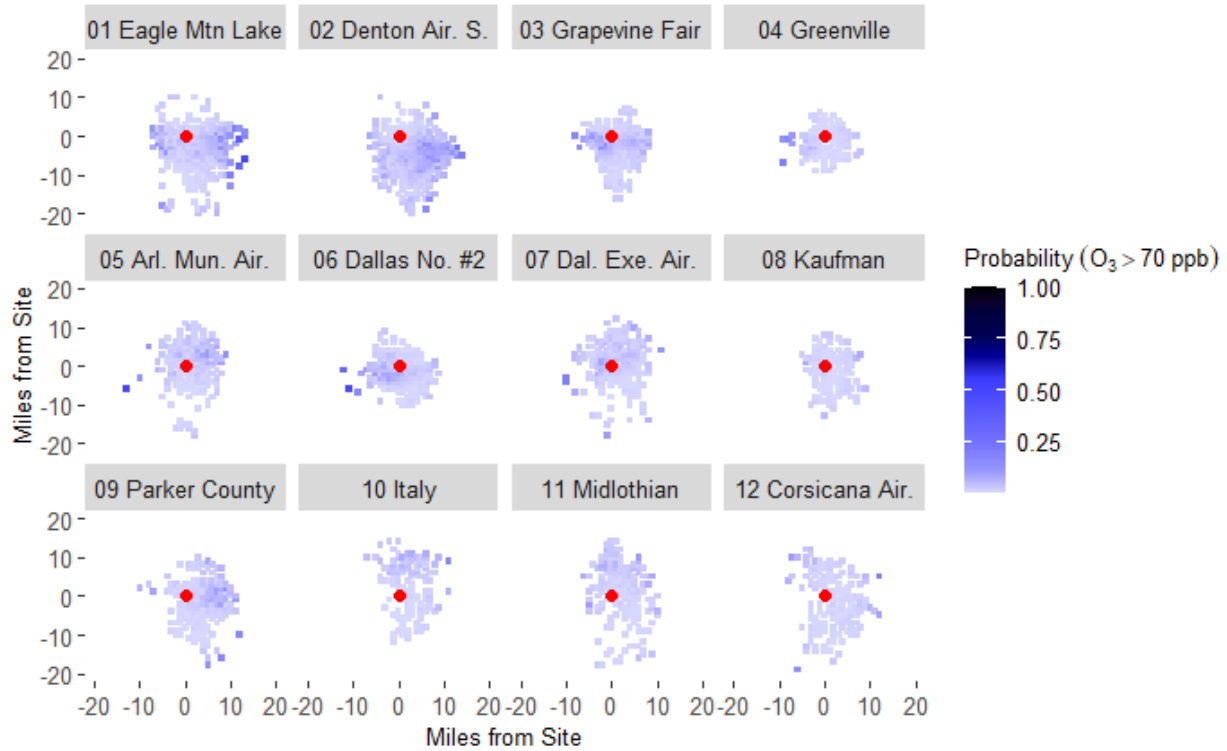 01 Eagle Mtn Lake 02 Denton Air. S. 03 Grapevine Fair 04 Greenville
20
10
0
-10
-20
05 Arl. Mun. Air. 06 Dallas No. #2 07 Dal. Exe. Air. 08 Kaufman
20
10
0
-10
-20
09 Parker County 10 Italy 11 Midlothian 12 Corsicana Air.
20
10
0
-10
-20
-20 -10 0 10 20 -20 -10 0 10 20 -20 -10 0 10 20 -20 -10 0 10 20
Miles from Site
Miles from Site
Probability (O₃ > 70 ppb)
1.00
0.75
0.50
0.25